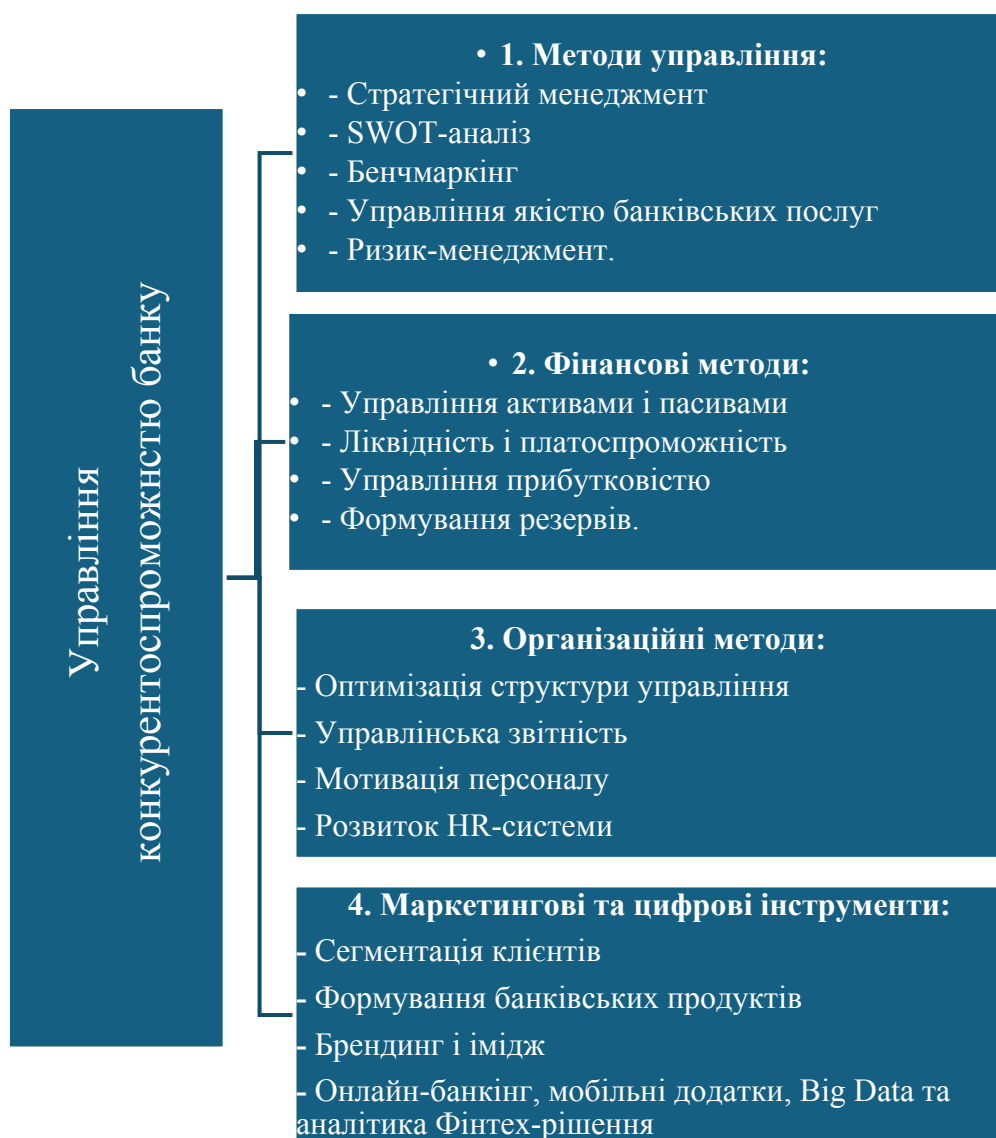 Управління
конкурентоспроможнстю банку
• 1. Методи управління:
• - Стратегічний менеджмент
• - SWOT-аналіз
• - Бенчмаркінг
• - Управління якістю банківських послуг
• - Ризик-менеджмент.
• 2. Фінансові методи:
• - Управління активами і пасивами
• - Ліквідність і платоспроможність
• - Управління прибутковістю
• - Формування резервів.
3. Організаційні методи:
- Оптимізація структури управління
- Управлінська звітність
- Мотивація персоналу
- Розвиток HR-системи
4. Маркетингові та цифрові інструменти:
- Сегментація клієнтів
- Формування банківських продуктів
- Брендинг і імідж
- Онлайн-банкінг, мобільні додатки, Big Data та
аналітика Фінтех-рішення